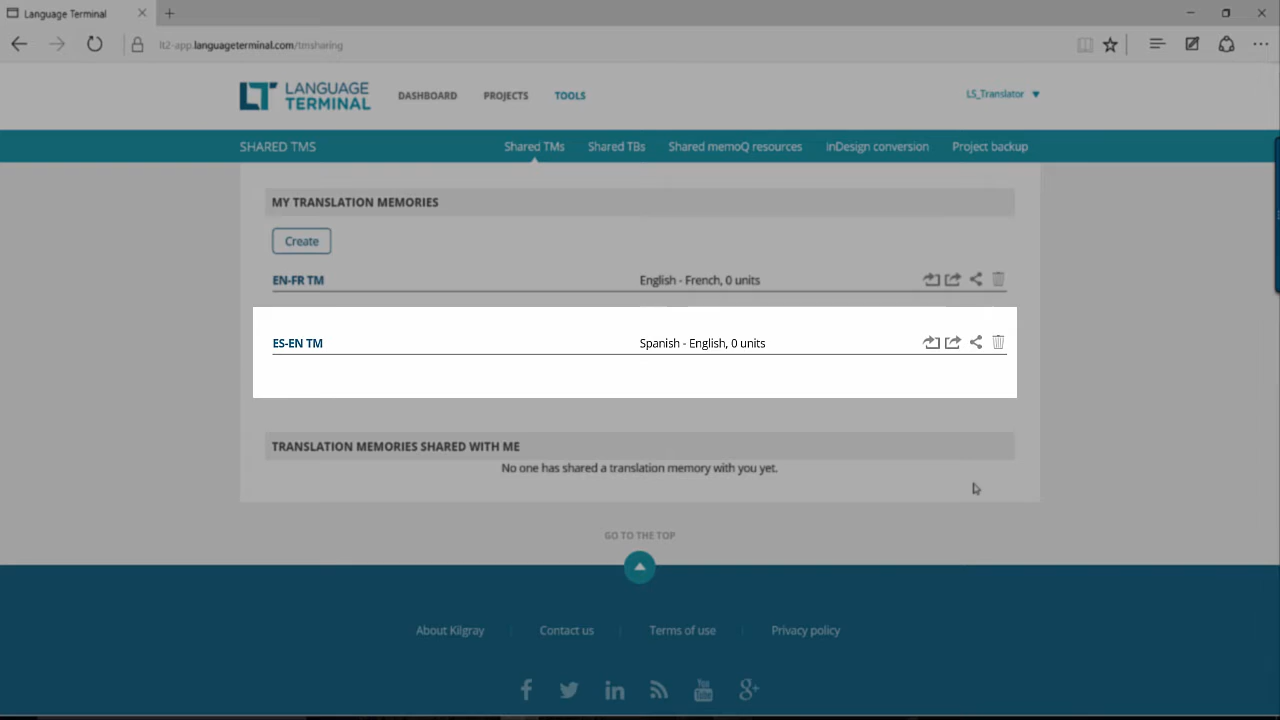 Language Terminal
lt2-app.languageterminal.com/tmsharing
LANGUAGE TERMINAL
DASHBOARD
PROJECTS
TOOLS
LS_Translator
SHARED TMS
Shared TMs
Shared TBs
Shared memoQ resources
inDesign conversion
Project backup
MY TRANSLATION MEMORIES
Create
EN-FR TM
English - French, 0 units
ES-EN TM
Spanish - English, 0 units
TRANSLATION MEMORIES SHARED WITH ME
No one has shared a translation memory with you yet.
GO TO THE TOP
About Kilgray
Contact us
Terms of use
Privacy policy
You Tube
g+